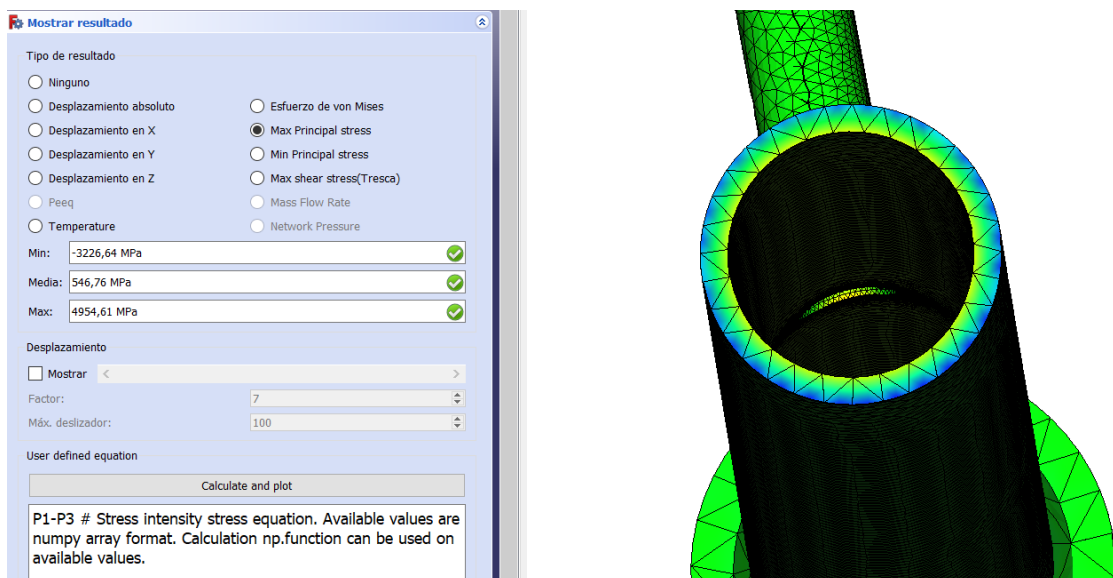 Mostrar resultado
Tipo de resultado
Ninguno
Desplazamiento absoluto
Esfuerzo de von Mises
Desplazamiento en X
Max Principal stress
Desplazamiento en Y
Min Principal stress
Desplazamiento en Z
Max shear stress(Tresca)
Peeq
Mass Flow Rate
Temperature
Network Pressure
Min: -3226,64 MPa
Media: 546,76 MPa
Max: 4954,61 MPa
Desplazamiento
Mostrar
Factor: 7
Máx. deslizador: 100
User defined equation
Calculate and plot
P1-P3 # Stress intensity stress equation. Available values are
numpy array format. Calculation np.function can be used on
available values.